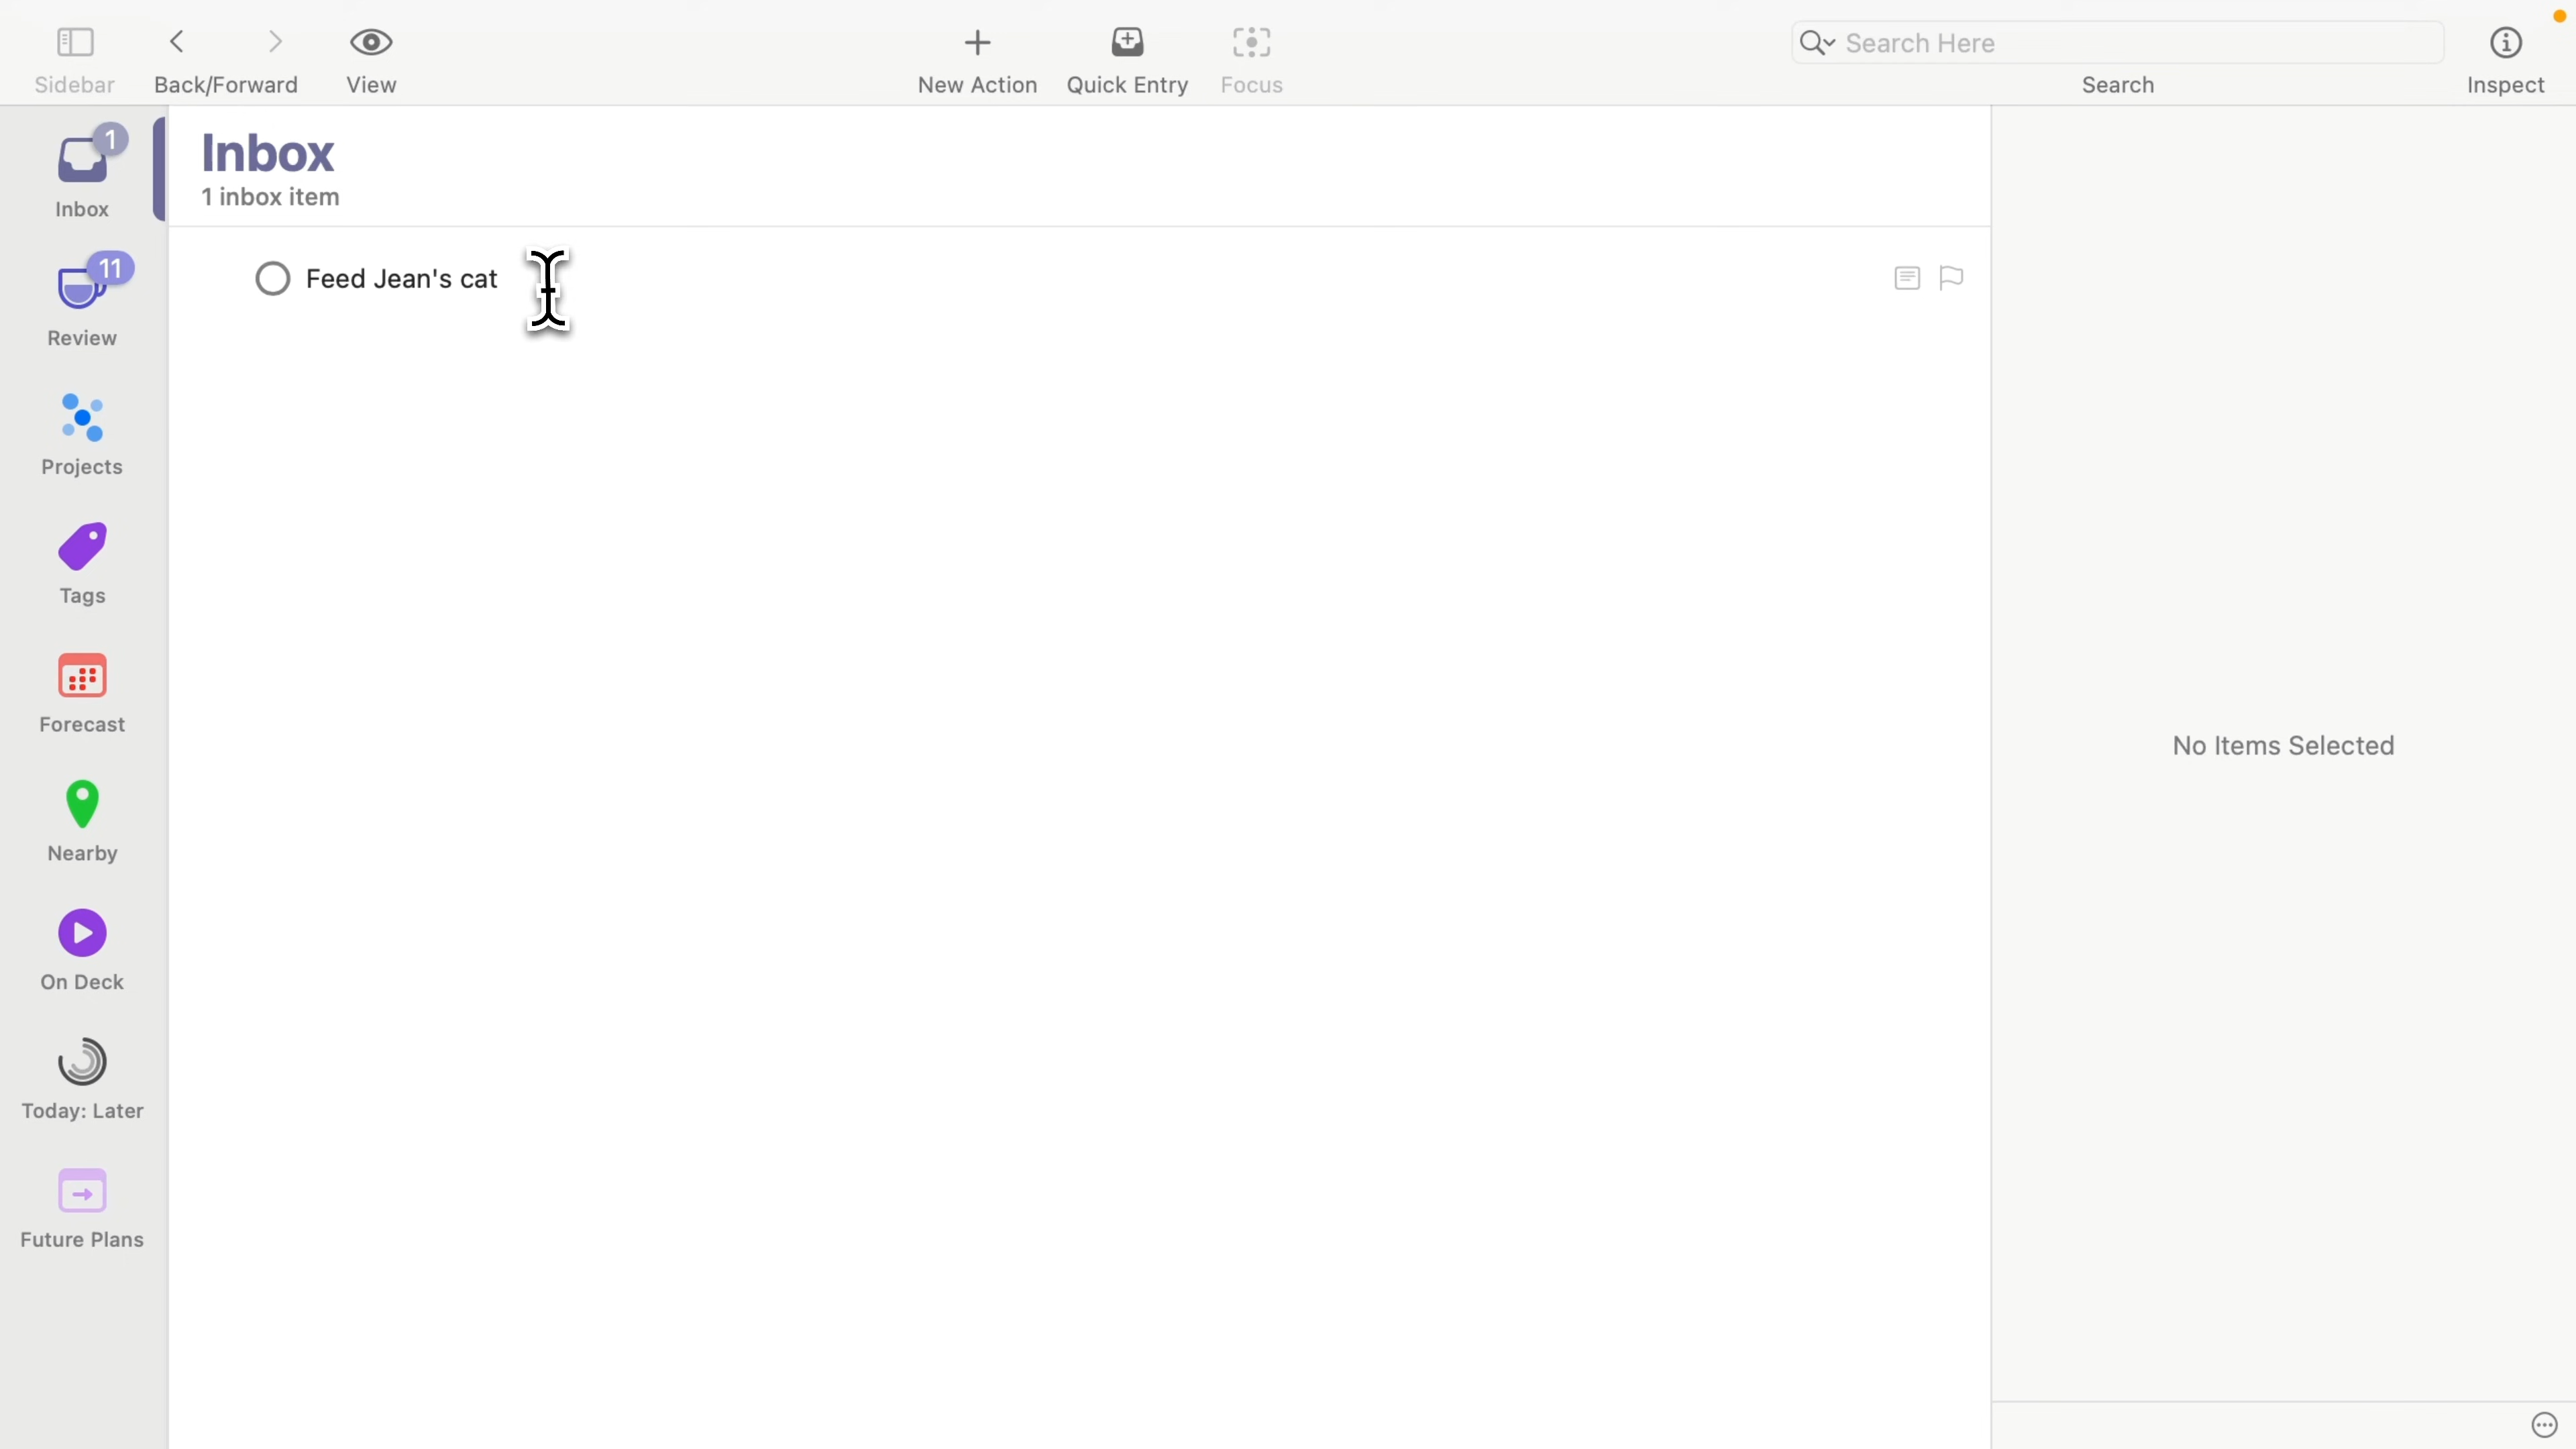 Sidebar
Back/Forward
View
New Action
Quick Entry
Focus
Search Here
Search
Inspect
1
Inbox
11
Review
Projects
Tags
Forecast
Nearby
On Deck
Today: Later
Future Plans
Inbox
1 inbox item
Feed Jean's cat
No Items Selected